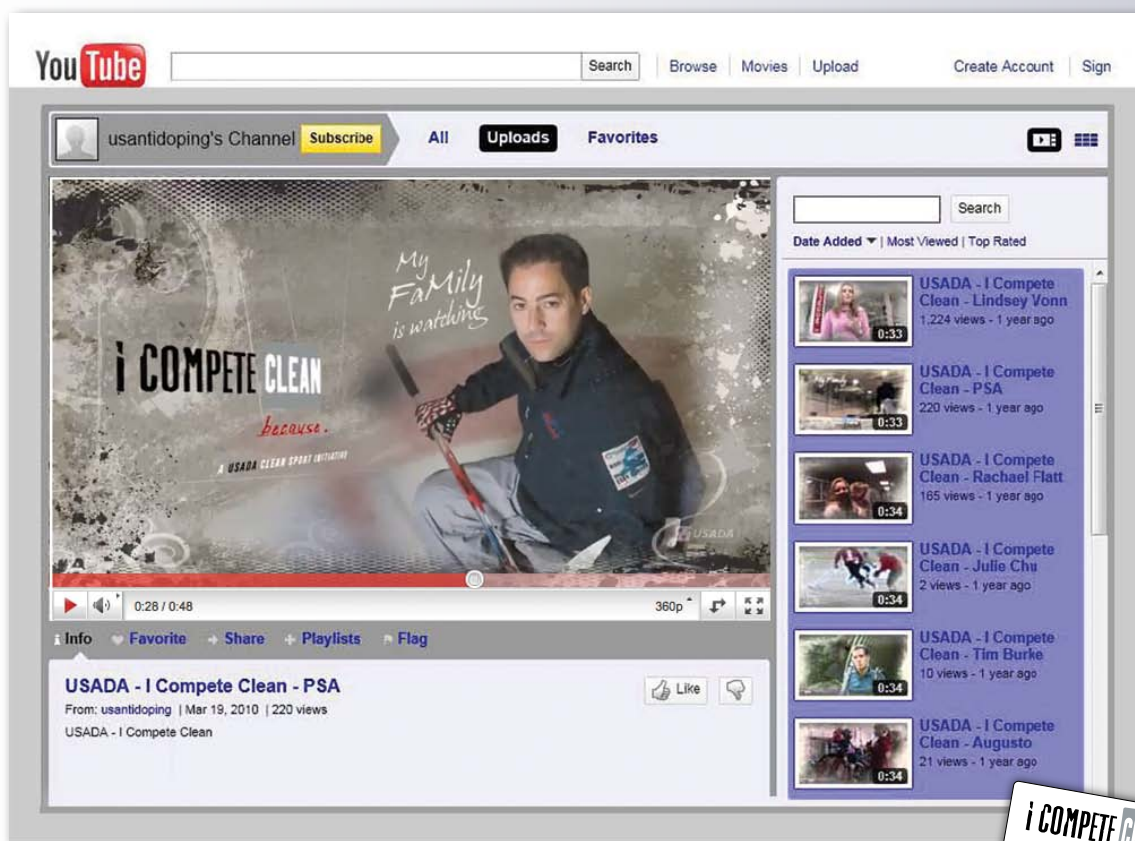 You Tube
Search
Browse
Movies
Upload
Create Account
Sign
usantidoping's Channel
Subscribe
All
Uploads
Favorites
My
FaMily
is watching
i COMPETE CLEAN
because.
A USADA CLEAN SPORT INITIATIVE
USADA
0:28 / 0:48
360p
Info
Favorite
Share
Playlists
Flag
USADA - I Compete Clean - PSA
From: usantidoping | Mar 19, 2010 | 220 views
USADA - I Compete Clean
Like
Search
Date Added | Most Viewed | Top Rated
0:33
USADA - I Compete
Clean - Lindsey Vonn
1,224 views - 1 year ago
0:33
USADA - I Compete
Clean - PSA
220 views - 1 year ago
0:34
USADA - I Compete
Clean - Rachael Flatt
165 views - 1 year ago
0:34
USADA - I Compete
Clean - Julie Chu
2 views - 1 year ago
0:34
USADA - I Compete
Clean - Tim Burke
10 views - 1 year ago
0:34
USADA - I Compete
Clean - Augusto
21 views - 1 year ago
i COMPETE